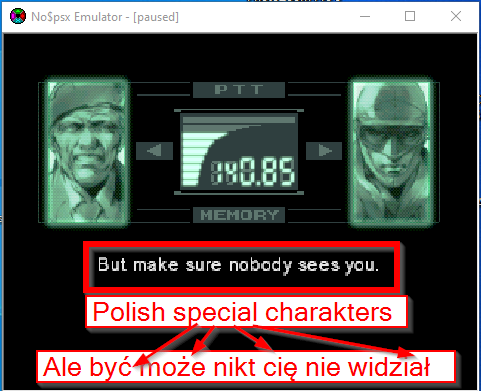 No$psx Emulator - [paused]
PTT
140.85
MEMORY
But make sure nobody sees you.
Polish special charakters
Ale być może nikt cię nie widział